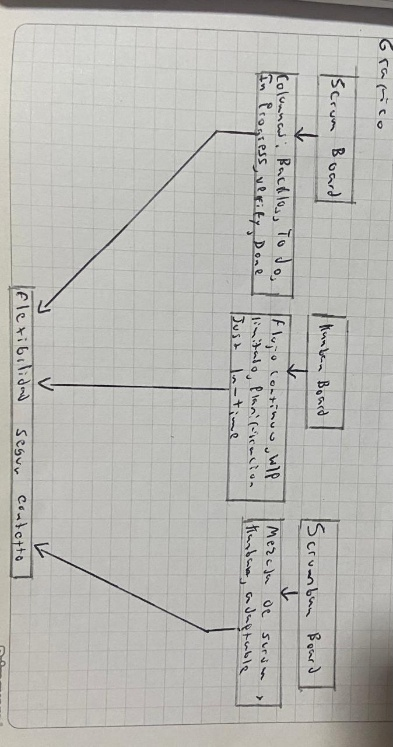 Grafico
Scrum Board
Columnas: Backlog, To do,
In Progress, verify, Done
Kanban Board
Flujo continuo, WIP
limitado, Planificacion
Just In-time
Scrumban Board
Mezcla de scrum y
Kanban, adaptable
Flexibilidad segun contexto